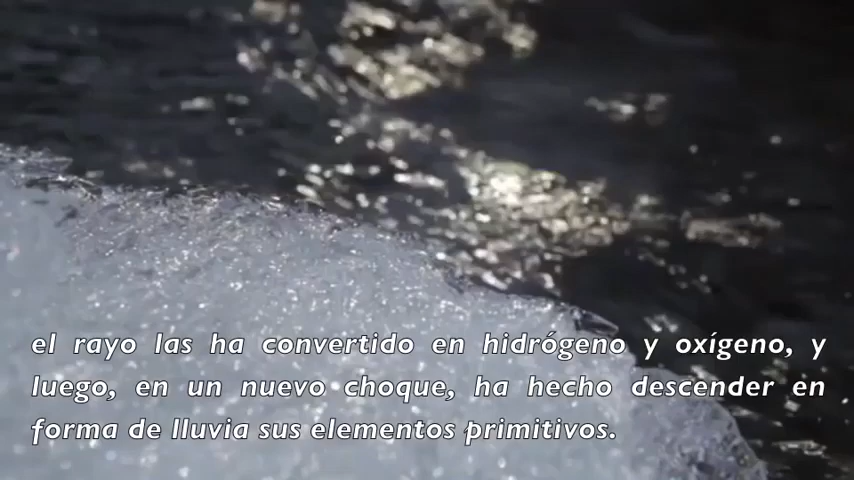 el rayo las ha convertido en hidrógeno y oxígeno, y
luego, en un nuevo choque, ha hecho descender en
forma de lluvia sus elementos primitivos.